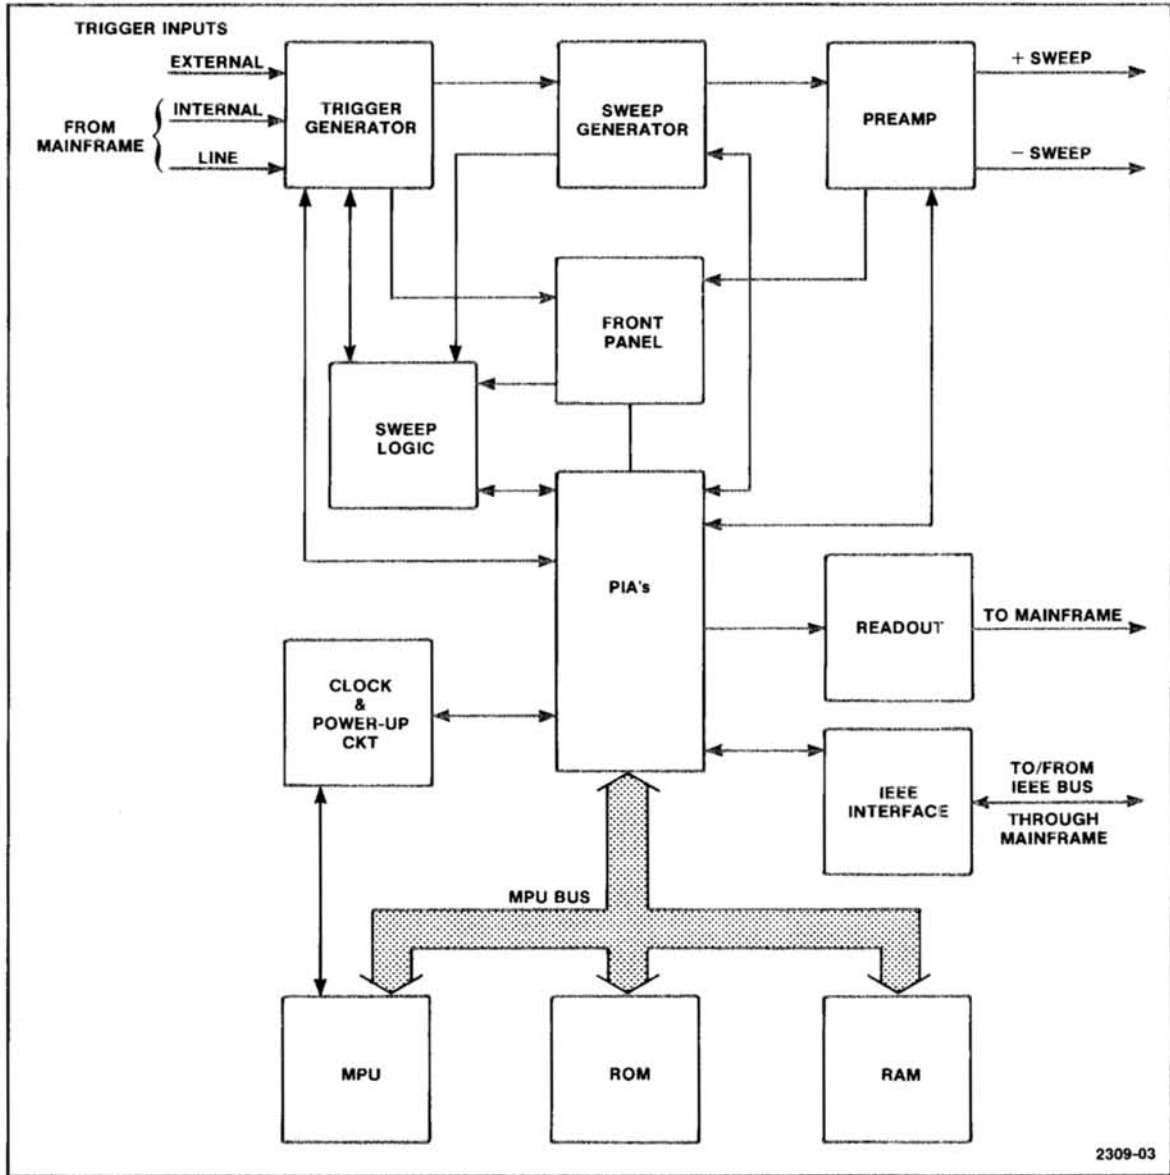 TRIGGER INPUTS
EXTERNAL
INTERNAL
FROM
MAINFRAME
LINE
TRIGGER
GENERATOR
SWEEP
GENERATOR
PREAMP
+ SWEEP
− SWEEP
FRONT
PANEL
SWEEP
LOGIC
PIA's
READOUT
TO MAINFRAME
CLOCK
&
POWER-UP
CKT
IEEE
INTERFACE
TO/FROM
IEEE BUS
THROUGH
MAINFRAME
MPU BUS
MPU
ROM
RAM
2309-03